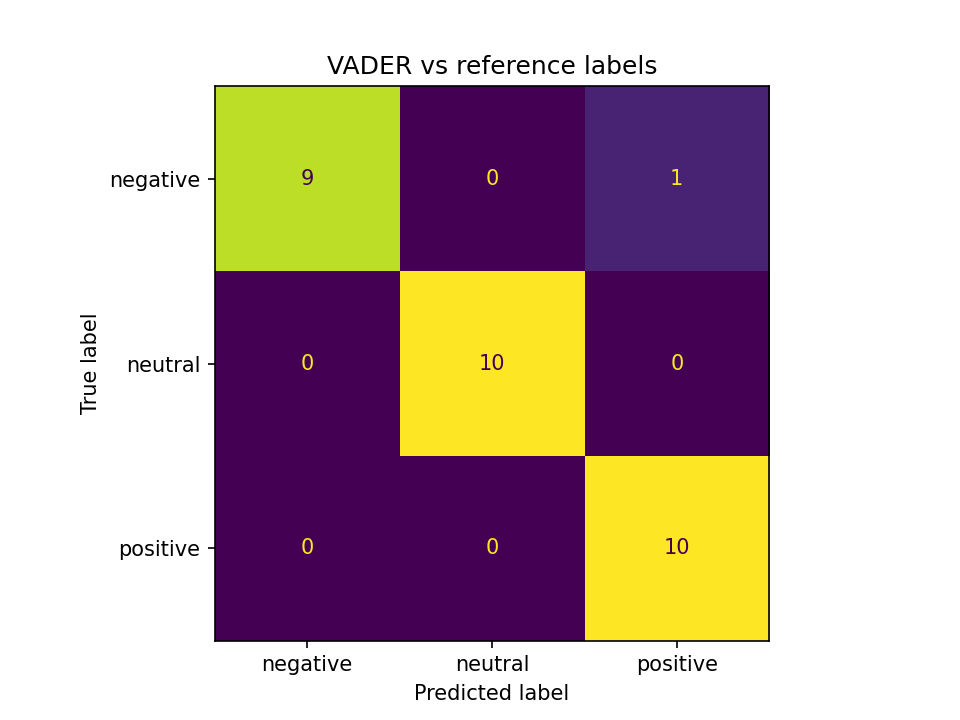 VADER vs reference labels
negative 9 0 1
True label
neutral 0 10 0
positive 0 0 10
negative neutral positive
Predicted label